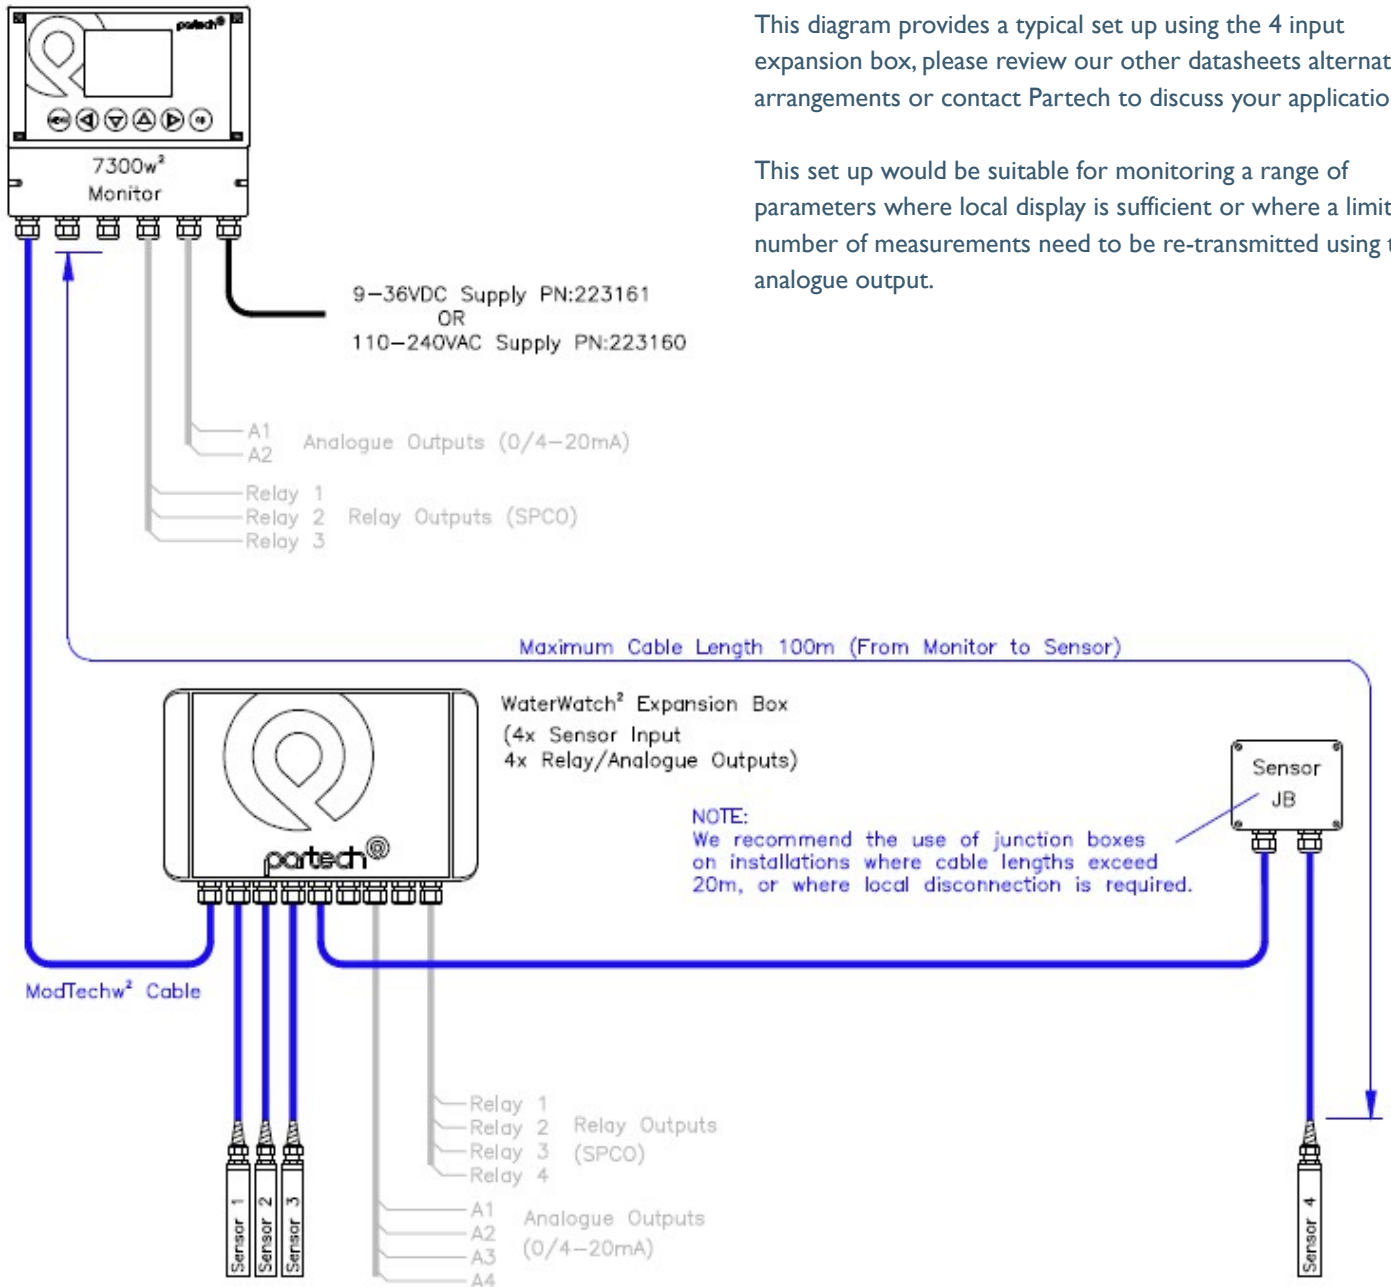 partech@
This diagram provides a typical set up using the 4 input
expansion box, please review our other datasheets alternat
arrangements or contact Partech to discuss your applicatio
This set up would be suitable for monitoring a range of
parameters where local display is sufficient or where a limit
number of measurements need to be re-transmitted using t
analogue output.
7300w²
Monitor
9-36VDC Supply PN:223161
OR
110-240VAC Supply PN:223160
A1
A2
Analogue Outputs (0/4-20mA)
Relay 1
Relay 2
Relay 3
Relay Outputs (SPCO)
Maximum Cable Length 100m (From Monitor to Sensor)
WaterWatch² Expansion Box
(4x Sensor Input
4x Relay/Analogue Outputs)
partech@
NOTE:
We recommend the use of junction boxes
on installations where cable lengths exceed
20m, or where local disconnection is required.
Sensor
JB
ModTechw² Cable
Relay 1
Relay 2
Relay 3
Relay 4
Relay Outputs
(SPCO)
A1
A2
A3
A4
Analogue Outputs
(0/4-20mA)
Sensor 1
Sensor 2
Sensor 3
Sensor 4